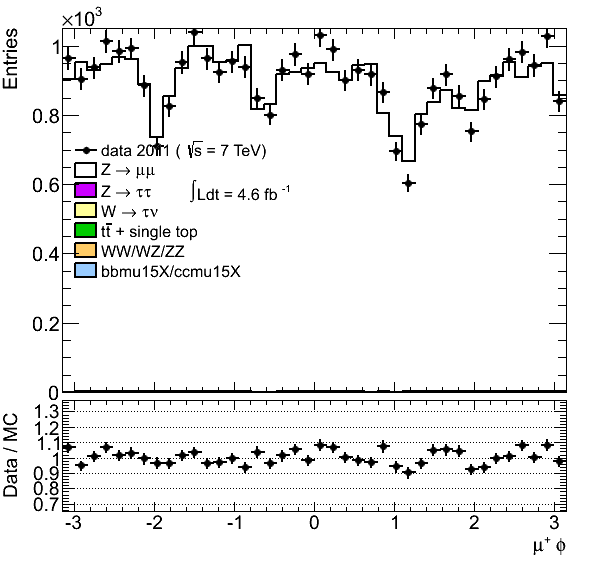 ×10³
Entries
1
0.8
0.6
0.4
0.2
0
data 2011 ( √s = 7 TeV)
Z → μμ
Z → ττ
∫Ldt = 4.6 fb⁻¹
W → τν
tt̄ + single top
WW/WZ/ZZ
bbmu15X/ccmu15X
Data / MC
1.3
1.2
1.1
1
0.9
0.8
0.7
-3 -2 -1 0 1 2 3
μ⁺ ϕ